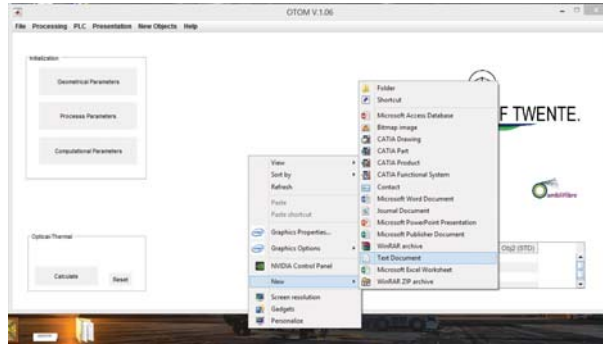 OTOM V.1.06
File Processing PLC Presentation New Objects Help
Initialization
Geometrical Parameters
Processes Parameters
Computational Parameters
Optical-Thermal
Calculate
Reset
View
Sort by
Refresh
Paste
Paste shortcut
Graphics Properties...
Graphics Options
NVIDIA Control Panel
New
Screen resolution
Gadgets
Personalize
Folder
Shortcut
Microsoft Access Database
Bitmap image
CATIA Drawing
CATIA Part
CATIA Product
CATIA Functional System
Contact
Microsoft Word Document
Journal Document
Microsoft PowerPoint Presentation
Microsoft Publisher Document
WinRAR archive
Text Document
Microsoft Excel Worksheet
WinRAR ZIP archive
F TWENTE.
ambliFibre
Obj2 (STD)